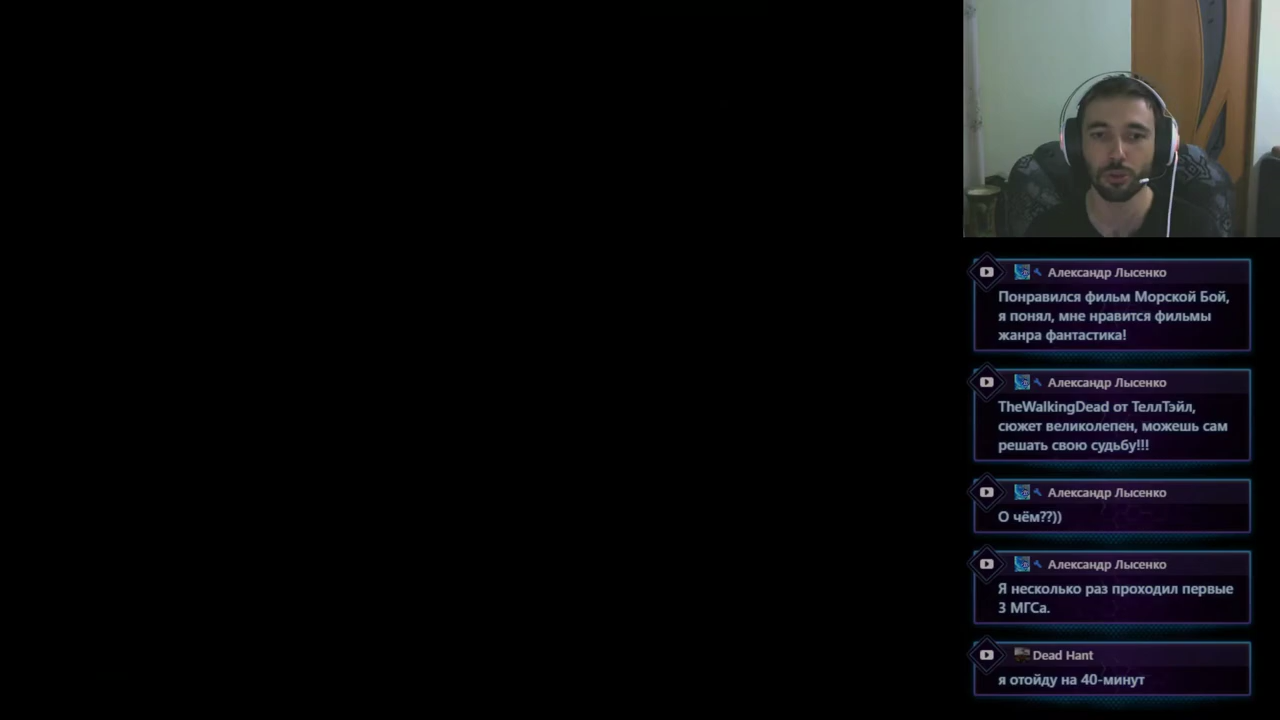 Александр Лысенко
Понравился фильм Морской Бой,
я понял, мне нравится фильмы
жанра фантастика!
Александр Лысенко
TheWalkingDead от ТеллТэйл,
сюжет великолепен, можешь сам
решать свою судьбу!!!
Александр Лысенко
О чём??))
Александр Лысенко
Я несколько раз проходил первые
3 МГСа.
Dead Hant
я отойду на 40-минут